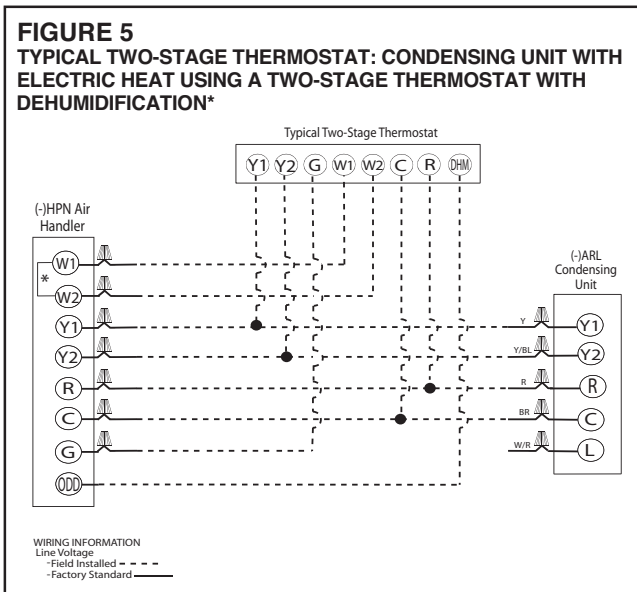 FIGURE 5
TYPICAL TWO-STAGE THERMOSTAT: CONDENSING UNIT WITH
ELECTRIC HEAT USING A TWO-STAGE THERMOSTAT WITH
DEHUMIDIFICATION*
Typical Two-Stage Thermostat
Y1 Y2 G W1 W2 C R DHM
(-)HPN Air
Handler
W1
*
W2
Y1
Y2
R
C
G
ODD
(-)ARL
Condensing
Unit
Y Y1
Y/BL Y2
R R
BR C
W/R L
WIRING INFORMATION
Line Voltage
-Field Installed
-Factory Standard